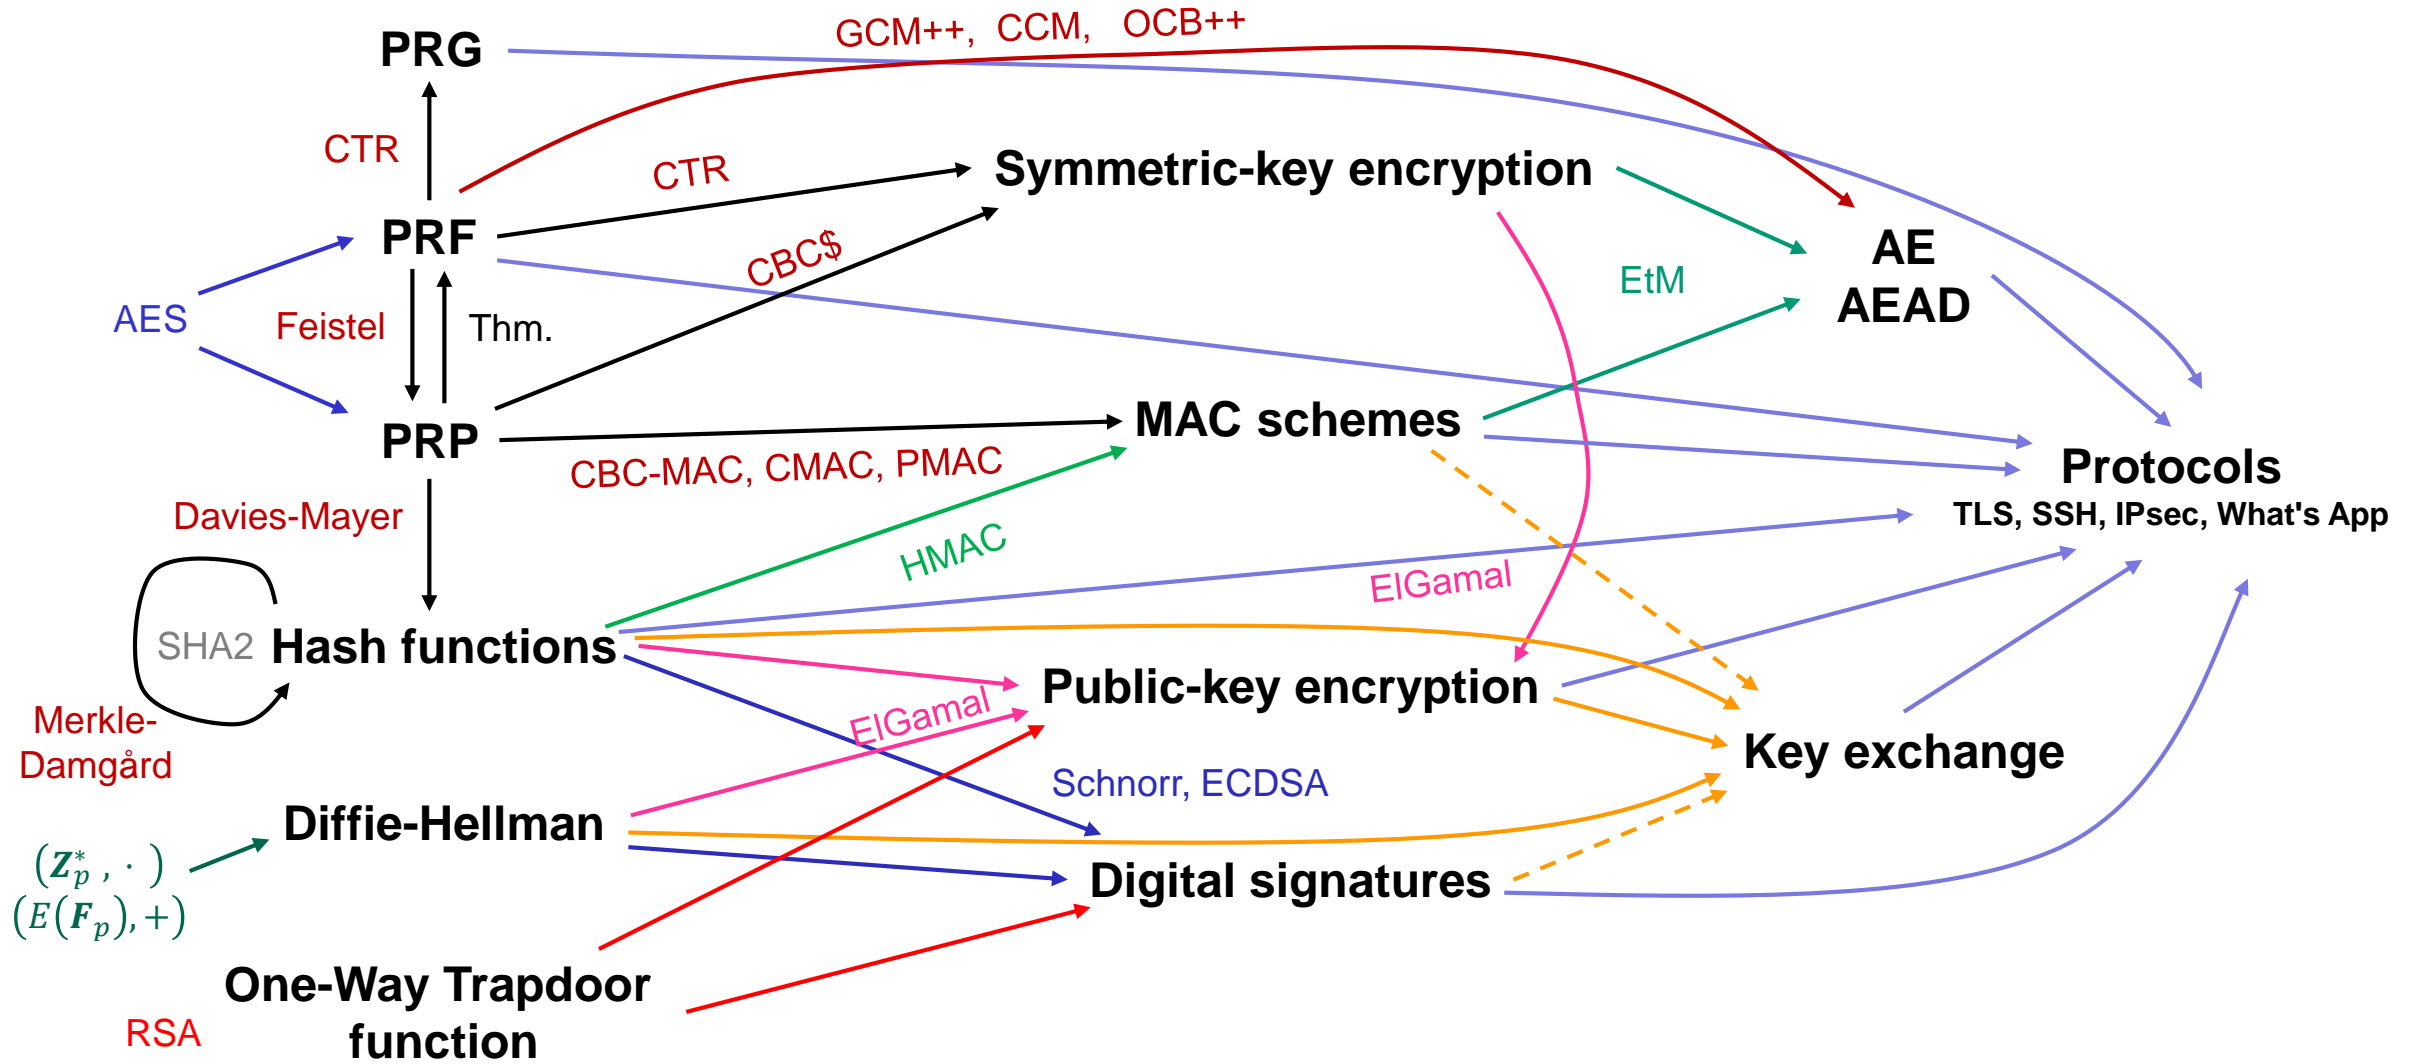 GCM++, CCM, OCB++
PRG
CTR
CTR
Symmetric-key encryption
PRF
CBC$
AE
AEAD
EtM
AES
Feistel
Thm.
MAC schemes
PRP
CBC-MAC, CMAC, PMAC
Protocols
TLS, SSH, IPsec, What's App
Davies-Mayer
HMAC
ElGamal
SHA2
Hash functions
Public-key encryption
ElGamal
Merkle-
Damgård
Key exchange
Schnorr, ECDSA
Diffie-Hellman
(Z*p, · )
(E(Fp),+)
Digital signatures
One-Way Trapdoor
function
RSA